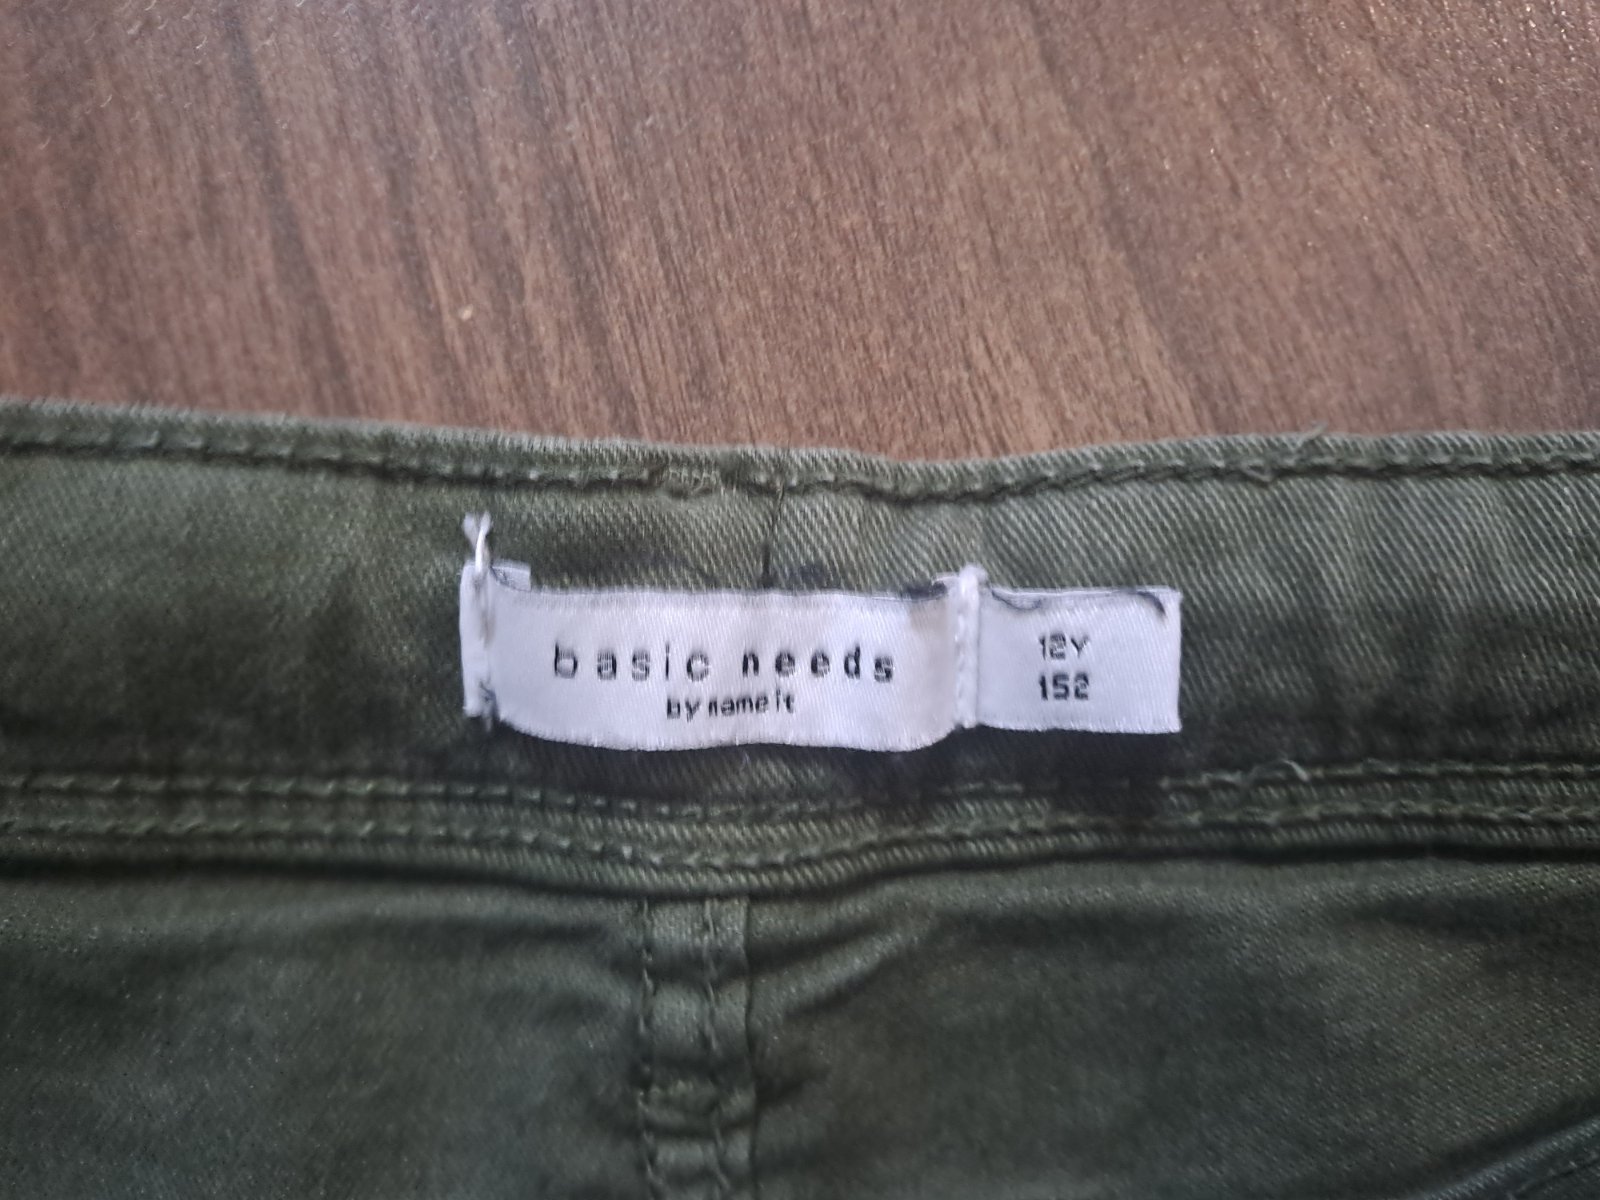 basic needs
by name it
12Y
152